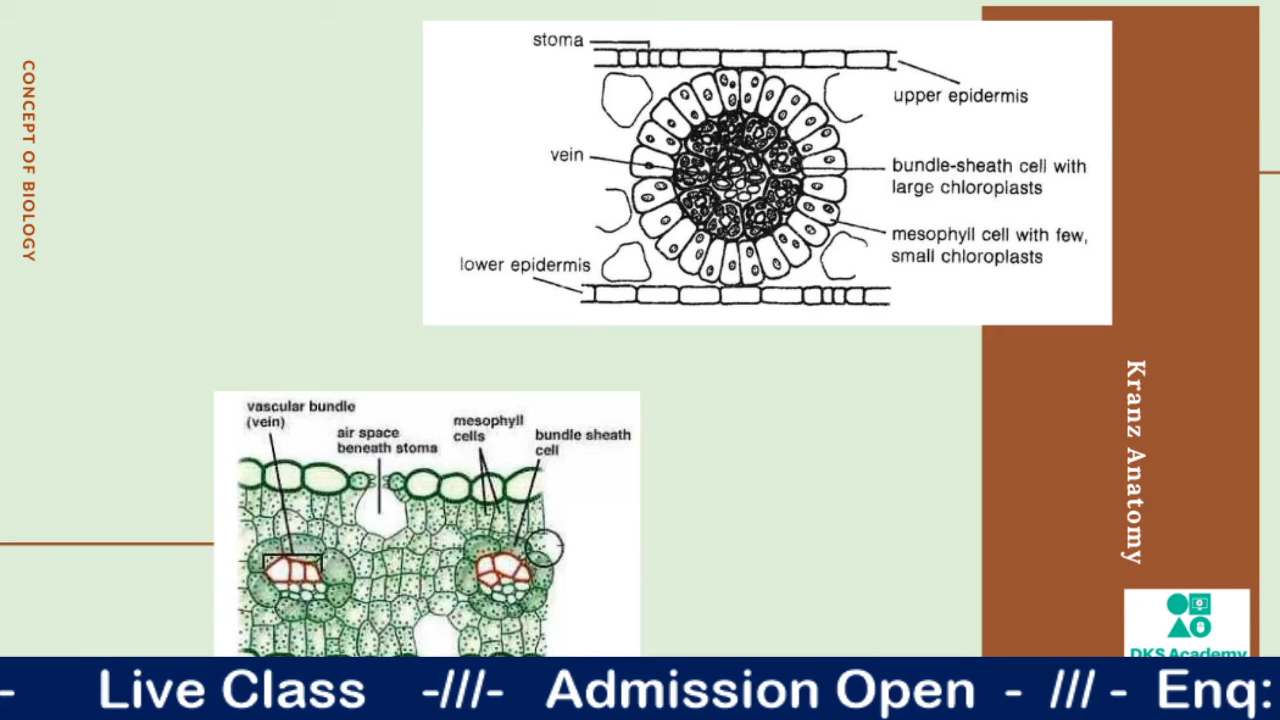 CONCEPT OF BIOLOGY
stoma
upper epidermis
vein
bundle-sheath cell with
large chloroplasts
mesophyll cell with few,
small chloroplasts
lower epidermis
Kranz Anatomy
vascular bundle
(vein)
air space
beneath stoma
mesophyll
cells
bundle sheath
cell
DKS Academy
- Live Class -///- Admission Open - /// - Enq: